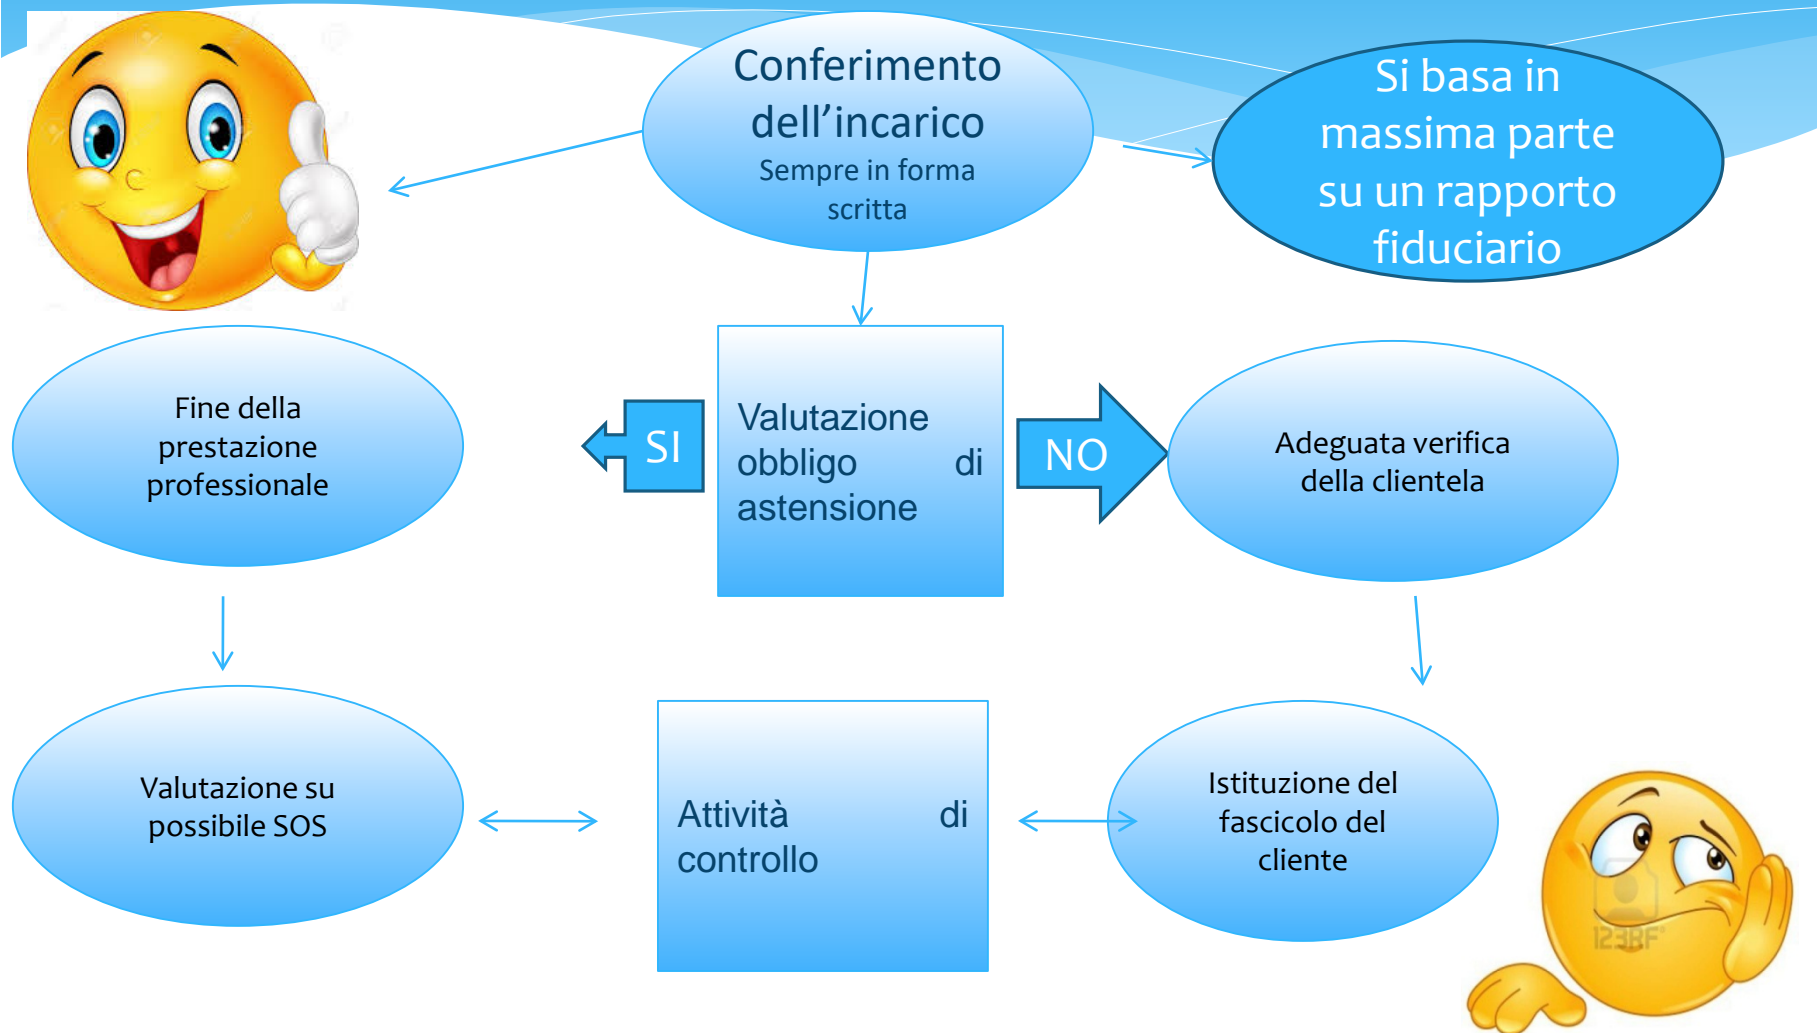 Conferimento
dell'incarico
Sempre in forma
scritta
Si basa in
massima parte
su un rapporto
fiduciario
Fine della
prestazione
professionale
SI
Valutazione
obbligo di
astensione
NO
Adeguata verifica
della clientela
Valutazione su
possibile SOS
Attività di
controllo
Istituzione del
fascicolo del
cliente
123RF